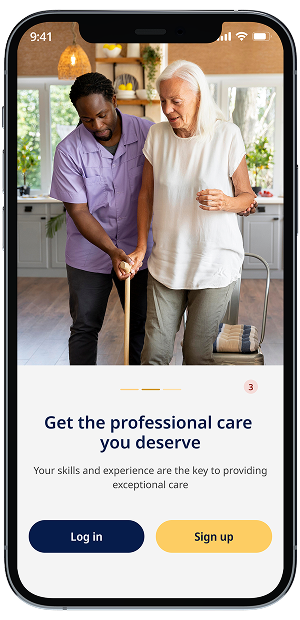 9:41
3
Get the professional care
you deserve
Your skills and experience are the key to providing
exceptional care
Log in
Sign up